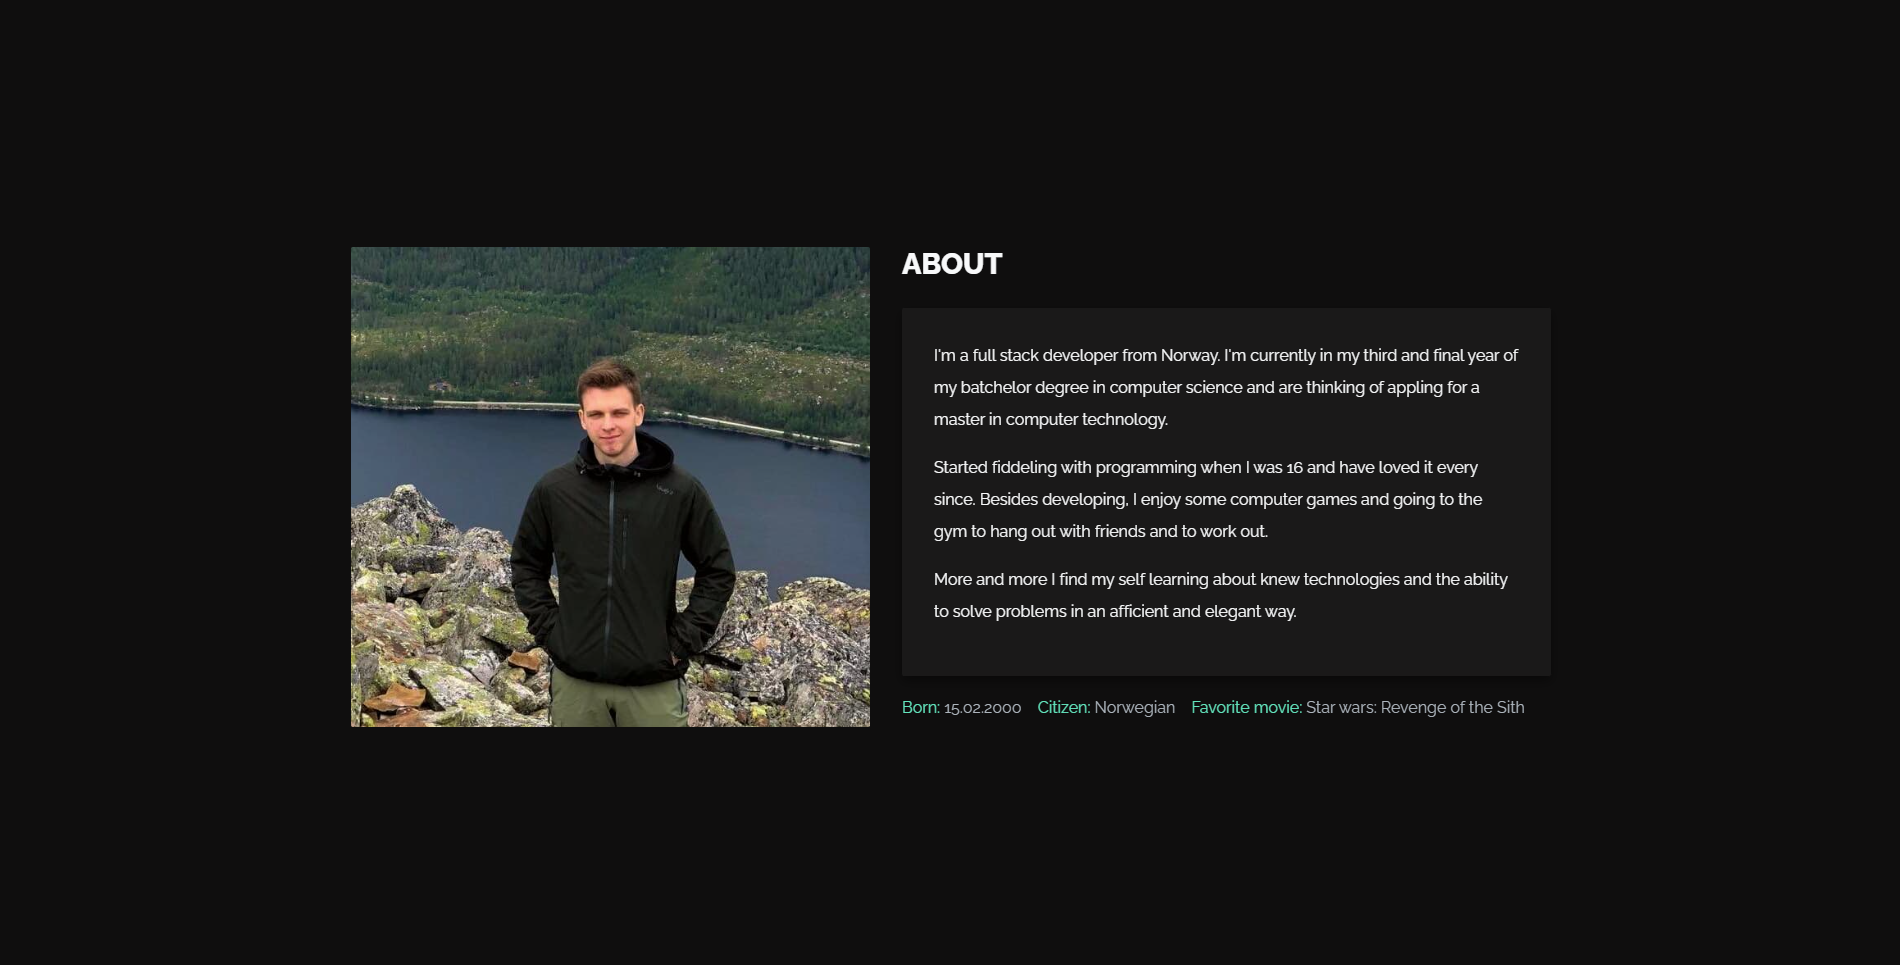 ABOUT
I'm a full stack developer from Norway. I'm currently in my third and final year of
my batchelor degree in computer science and are thinking of appling for a
master in computer technology.
Started fiddeling with programming when I was 16 and have loved it every
since. Besides developing, I enjoy some computer games and going to the
gym to hang out with friends and to work out.
More and more I find my self learning about knew technologies and the ability
to solve problems in an afficient and elegant way.
Born: 15.02.2000 Citizen: Norwegian Favorite movie: Star wars: Revenge of the Sith